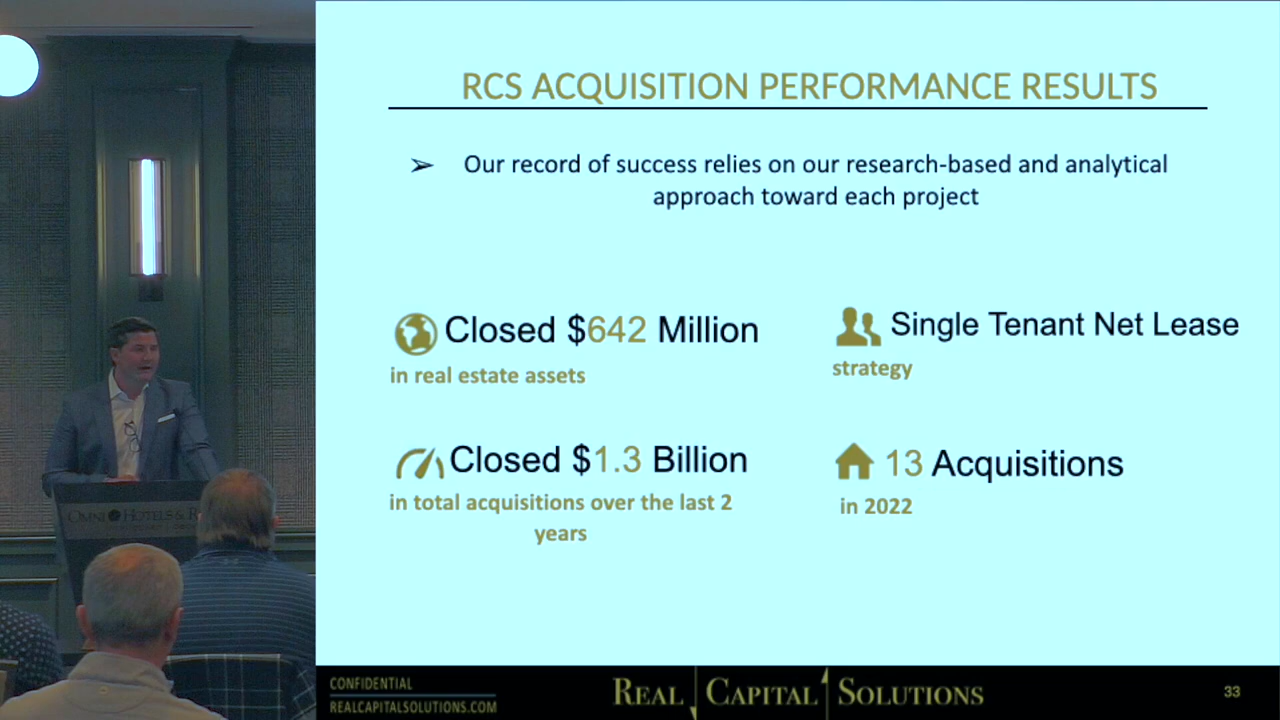 RCS ACQUISITION PERFORMANCE RESULTS
➢ Our record of success relies on our research-based and analytical
approach toward each project
Closed $642 Million
in real estate assets
Single Tenant Net Lease
strategy
Closed $1.3 Billion
in total acquisitions over the last 2
years
13 Acquisitions
in 2022
OMNI HOTELS &
CONFIDENTIAL
REALCAPITALSOLUTIONS.COM
REAL CAPITAL SOLUTIONS
33